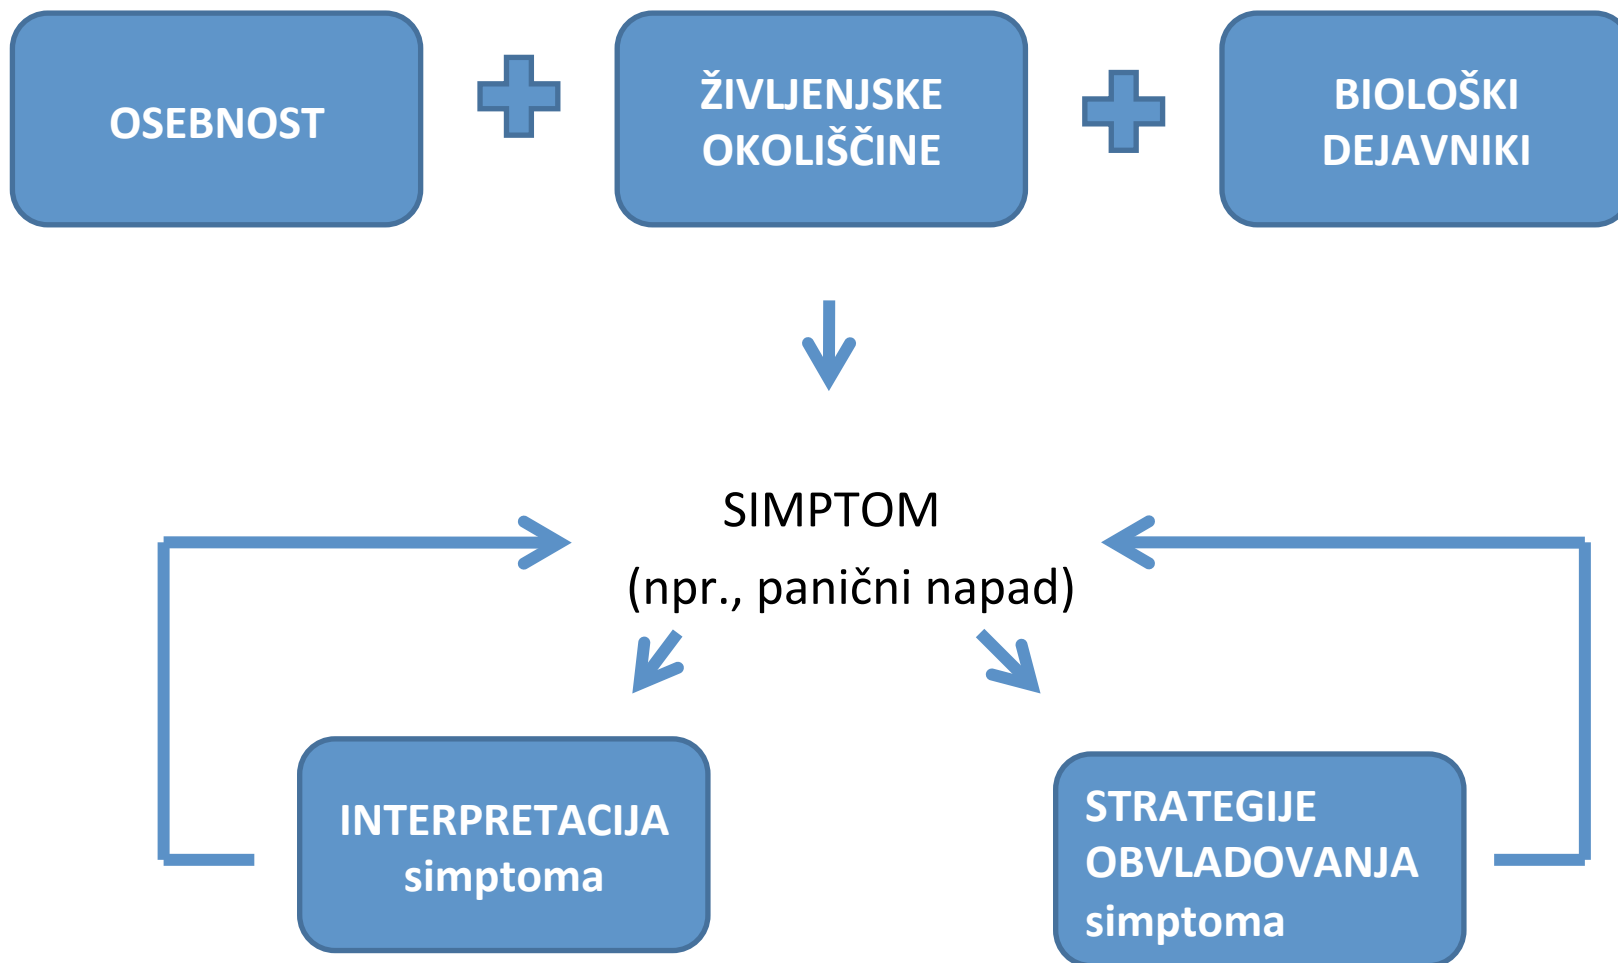 OSEBNOST
ŽIVLJENJSKE
OKOLIŠČINE
BIOLOŠKI
DEJAVNIKI
SIMPTOM
(npr., panični napad)
INTERPRETACIJA
simptoma
STRATEGIJE
OBVLADOVANJA
simptoma